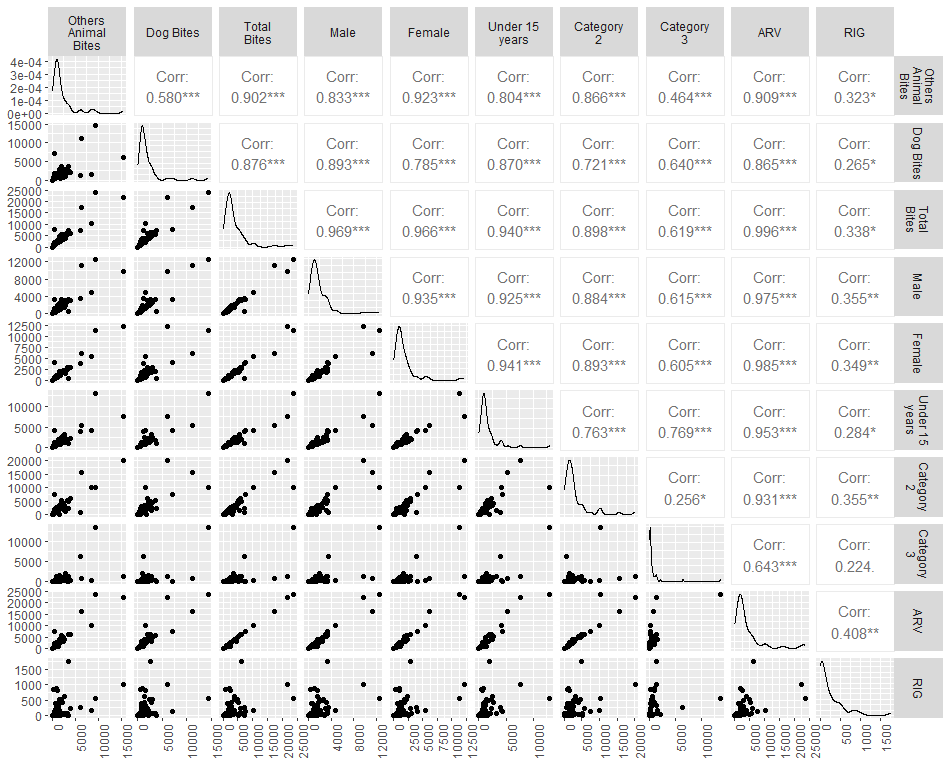 Others
Animal
Bites
Dog Bites
Total
Bites
Male
Female
Under 15
years
Category
2
Category
3
ARV
RIG
4e-04
3e-04
2e-04
1e-04
0e+00
Corr:
0.580***
Corr:
0.902***
Corr:
0.833***
Corr:
0.923***
Corr:
0.804***
Corr:
0.866***
Corr:
0.464***
Corr:
0.909***
Corr:
0.323*
Others
Animal
Bites
15000
10000
5000
0
Corr:
0.876***
Corr:
0.893***
Corr:
0.785***
Corr:
0.870***
Corr:
0.721***
Corr:
0.640***
Corr:
0.865***
Corr:
0.265*
Dog Bites
25000
20000
15000
10000
5000
0
Corr:
0.969***
Corr:
0.966***
Corr:
0.940***
Corr:
0.898***
Corr:
0.619***
Corr:
0.996***
Corr:
0.338*
Total
Bites
12000
8000
4000
0
Corr:
0.935***
Corr:
0.925***
Corr:
0.884***
Corr:
0.615***
Corr:
0.975***
Corr:
0.355**
Male
12500
10000
7500
5000
2500
0
Corr:
0.941***
Corr:
0.893***
Corr:
0.605***
Corr:
0.985***
Corr:
0.349**
Female
10000
5000
0
Corr:
0.763***
Corr:
0.769***
Corr:
0.953***
Corr:
0.284*
Under 15
years
20000
15000
10000
5000
0
Corr:
0.256*
Corr:
0.931***
Corr:
0.355**
Category
2
10000
5000
0
Corr:
0.643***
Corr:
0.224.
Category
3
25000
20000
15000
10000
5000
0
Corr:
0.408**
ARV
1500
1000
500
0
RIG
0
5000
10000
15000
0
5000
10000
15000
0
5000
10000
15000
20000
25000
0
4000
8000
12000
0
2500
5000
7500
10000
12500
0
5000
10000
0
5000
10000
15000
20000
0
5000
10000
0
5000
10000
15000
20000
25000
0
500
1000
1500